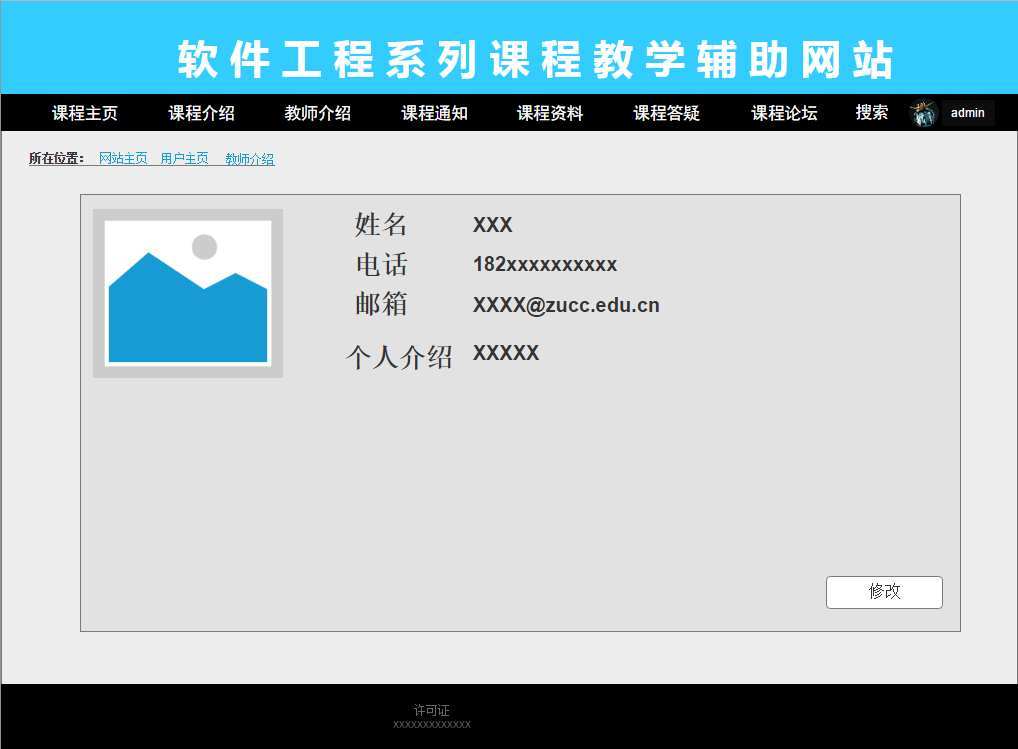 软件工程系列课程教学辅助网站
课程主页 课程介绍 教师介绍 课程通知 课程资料 课程答疑 课程论坛 搜索 admin
所在位置： 网站主页 用户主页 教师介绍
姓名 XXX
电话 182xxxxxxxxxx
邮箱 XXXX@zucc.edu.cn
个人介绍 XXXXX
修改
许可证
xxxxxxxxxxxxx